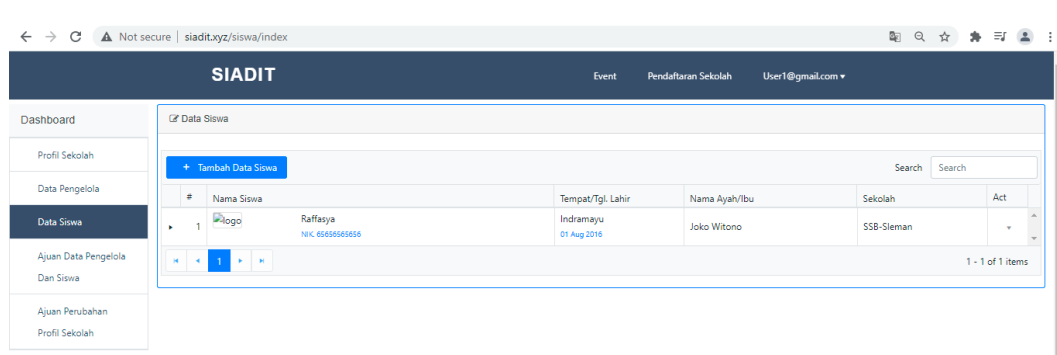 Not secure | siadit.xyz/siswa/index
SIADIT
Event Pendaftaran Sekolah User1@gmail.com
Dashboard
Profil Sekolah
Data Pengelola
Data Siswa
Ajuan Data Pengelola
Dan Siswa
Ajuan Perubahan
Profil Sekolah
Data Siswa
+ Tambah Data Siswa
Search Search
# Nama Siswa Tempat/Tgl. Lahir Nama Ayah/Ibu Sekolah Act
1 logo Raffasya Indramayu Joko Witono SSB-Sleman
NIK. 65656565656 01 Aug 2016
1
1 - 1 of 1 items